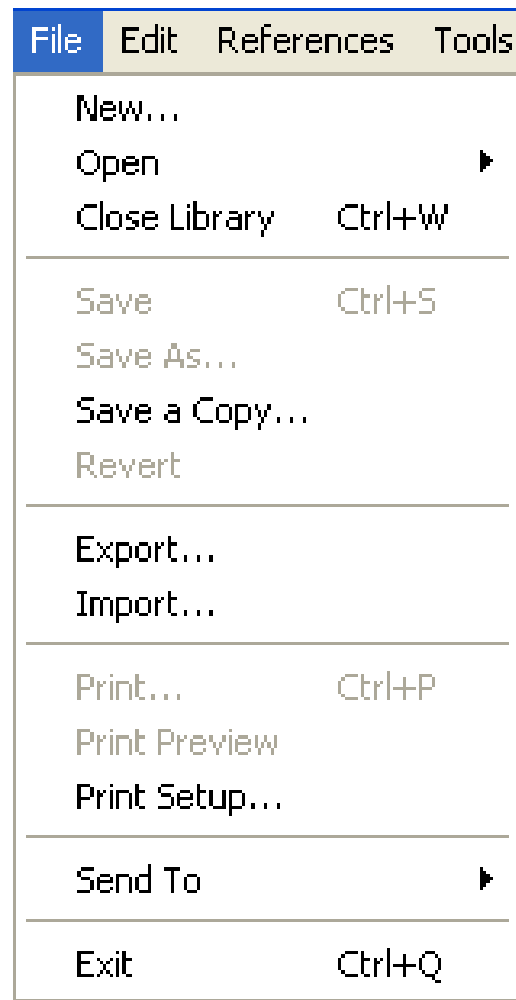 File Edit References Tools
New...
Open
Close Library Ctrl+W
Save Ctrl+S
Save As...
Save a Copy...
Revert
Export...
Import...
Print... Ctrl+P
Print Preview
Print Setup...
Send To
Exit Ctrl+Q